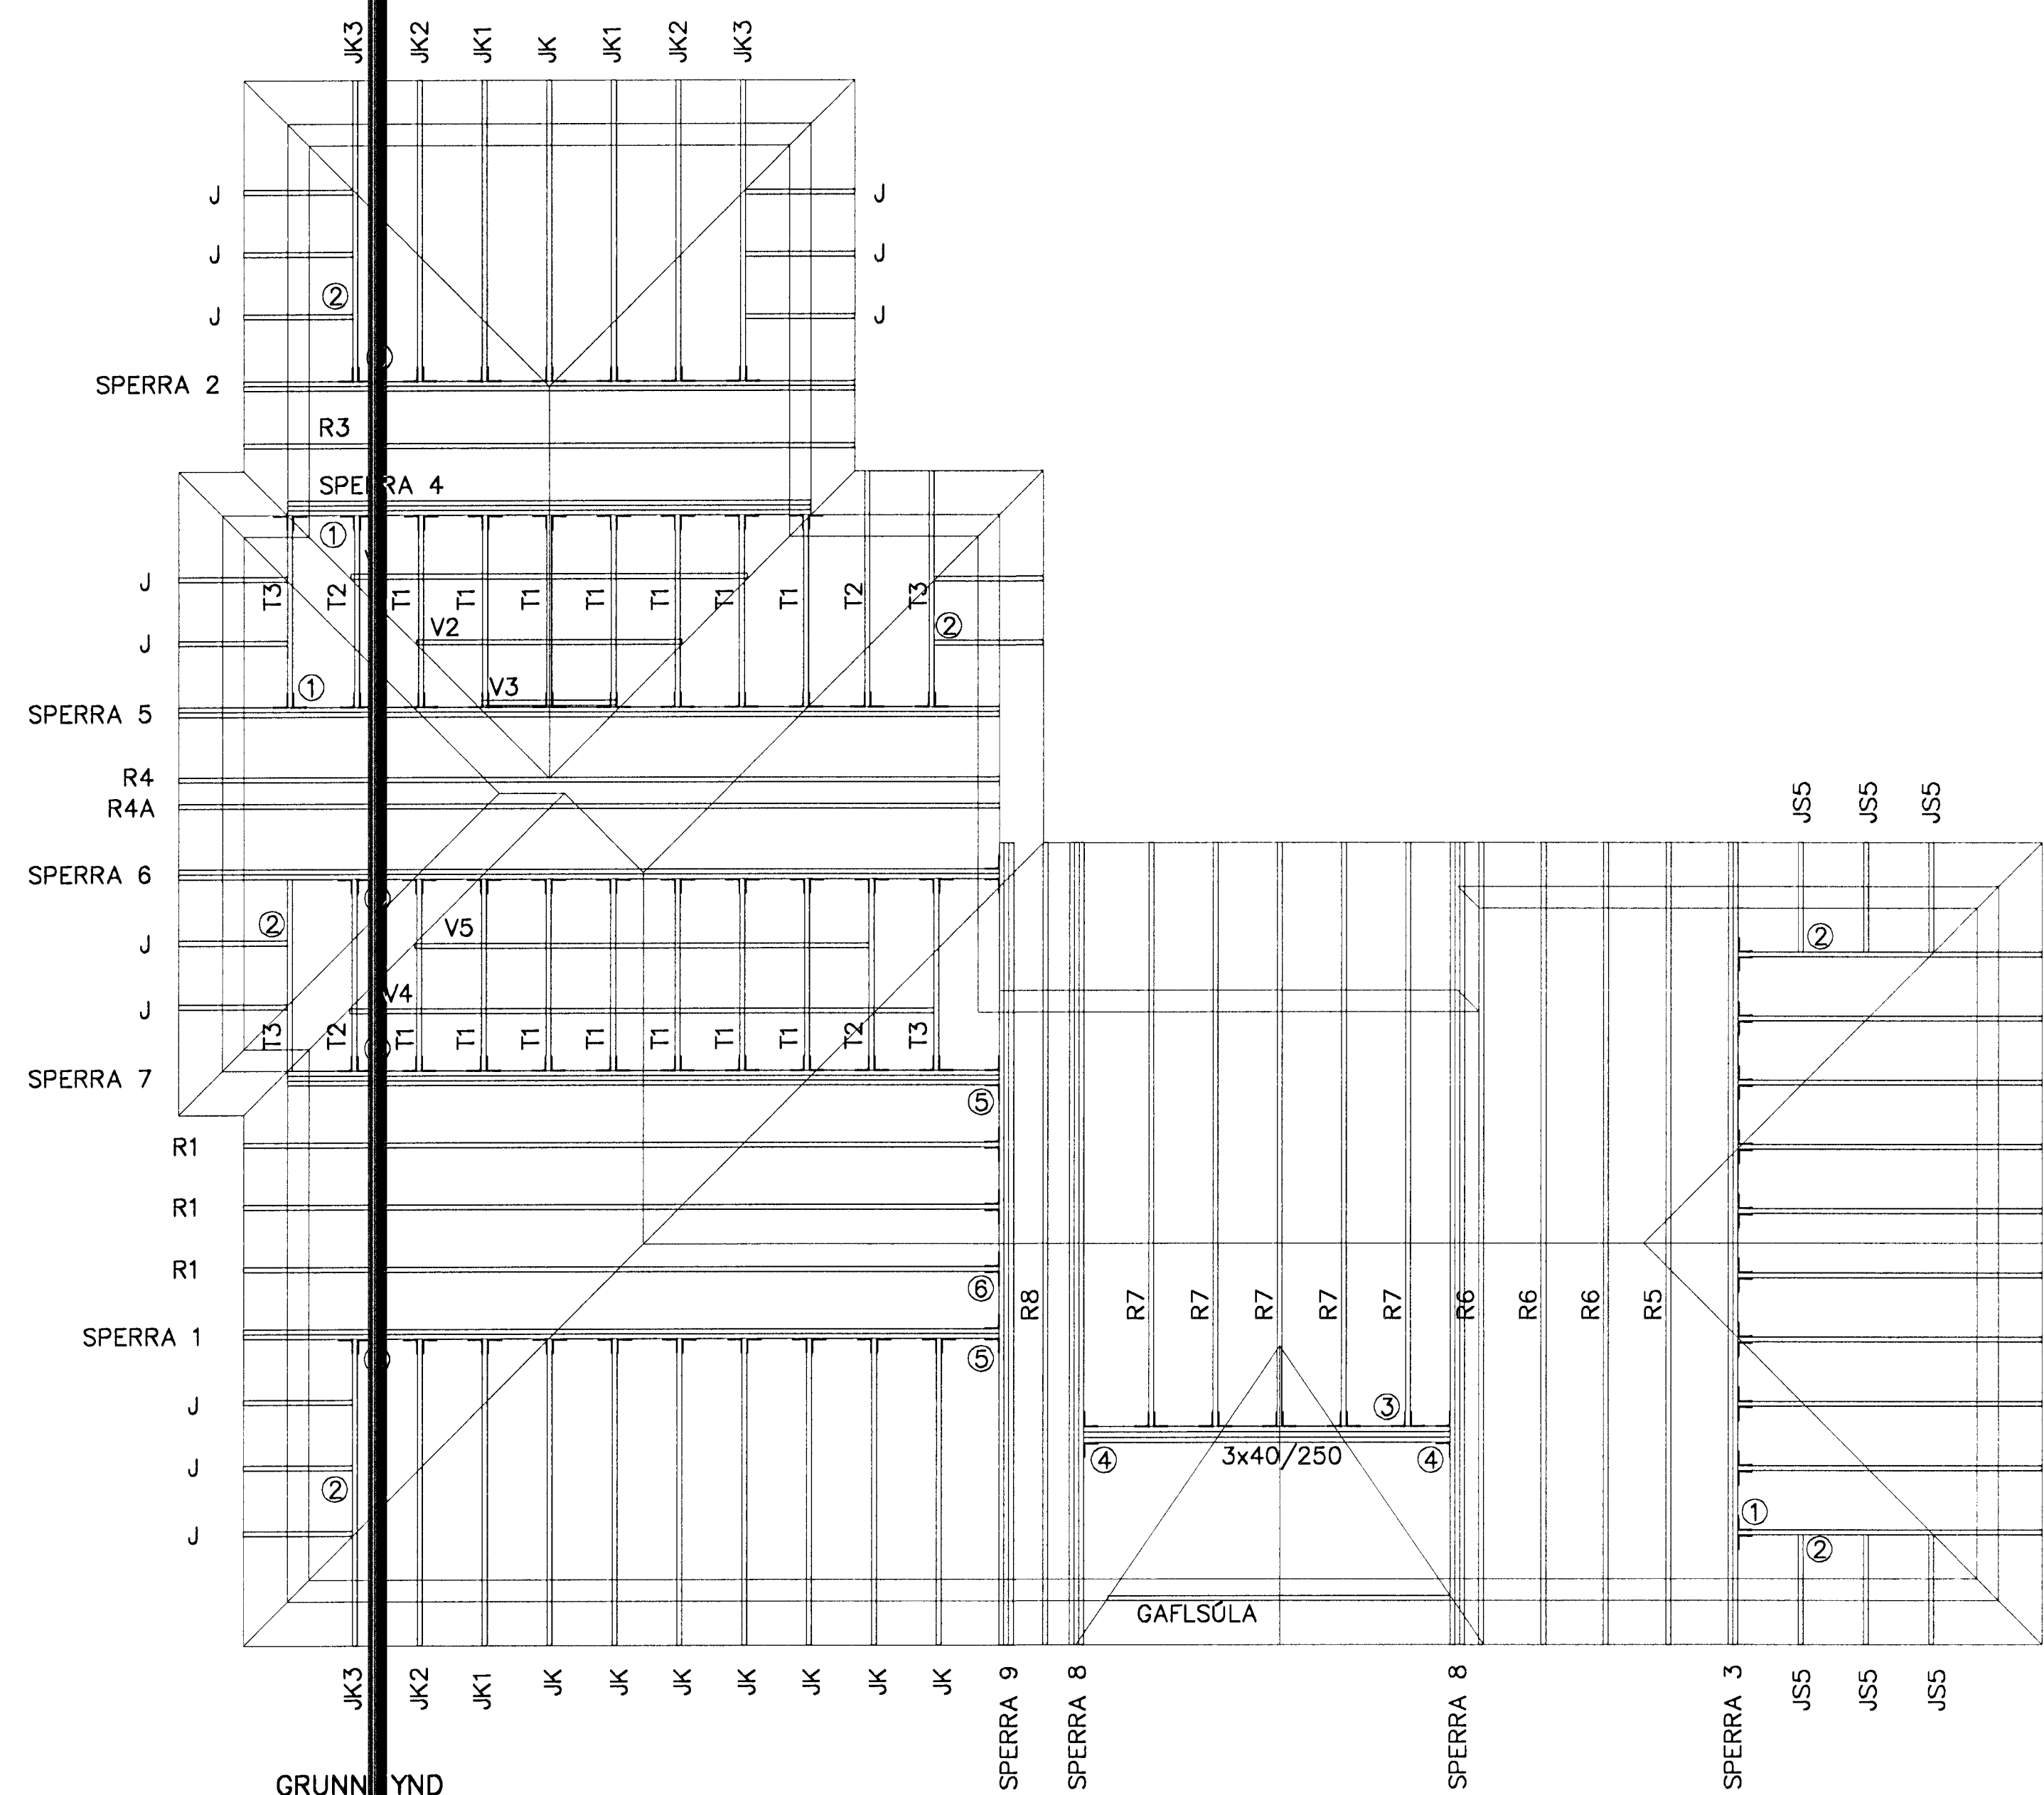 JK3 JK2 JK1 JK JK1 JK2 JK3
J J
J J
2
J J
SPERRA 2
R3
SPERRA 4
1
J T3 T2 T1 T1 T1 T1 T1 T1 T1 T2 T3
V2 2
J
1 V3
SPERRA 5
R4
R4A JS5 JS5 JS5
SPERRA 6
2 V5 2
J
V4
J
T3 T2 T1 T1 T1 T1 T1 T1 T1 T2 T3
SPERRA 7
5
R1
R1
R1 6
R8 R7 R7 R7 R7 R7 R6 R6 R6 R5
SPERRA 1
5
J 3
4 3x40/250 4
J
2
1
J 2
GAFLSÚLA
JK3 JK2 JK1 JK JK JK JK JK JK JK SPERRA 9 SPERRA 8 SPERRA 8 SPERRA 3 JS5 JS5 JS5